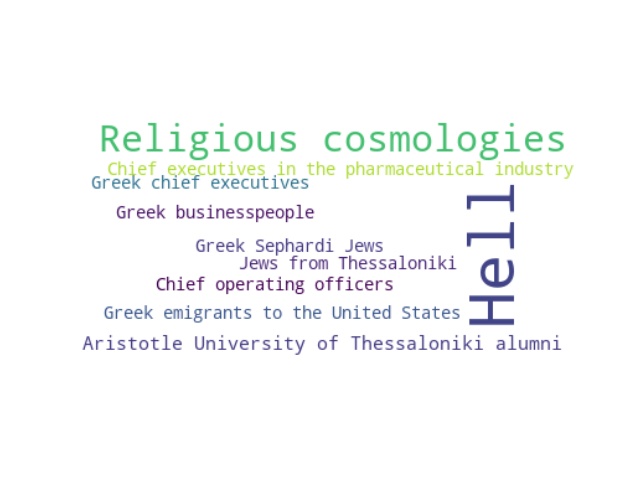 Religious cosmologies
Chief executives in the pharmaceutical industry
Greek chief executives
Greek businesspeople
Hell
Greek Sephardi Jews
Jews from Thessaloniki
Chief operating officers
Greek emigrants to the United States
Aristotle University of Thessaloniki alumni